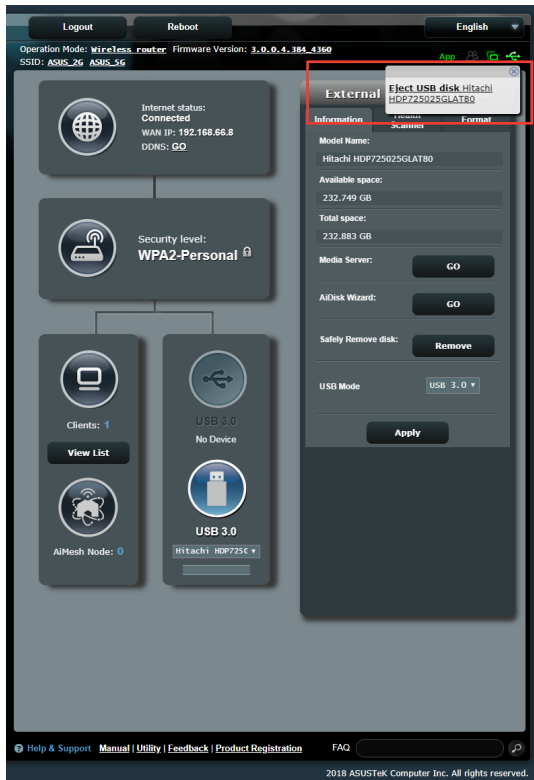 Logout
Reboot
English
Operation Mode: Wireless router Firmware Version: 3.0.0.4.384_4360
SSID: ASUS_2G ASUS_5G
App
Eject USB disk Hitachi
HDP725025GLAT80
External
Information
Health
Scanner
Format
Internet status:
Connected
WAN IP: 192.168.66.8
DDNS: GO
Security level:
WPA2-Personal
Clients: 1
View List
AiMesh Node: 0
USB 3.0
No Device
USB 3.0
Hitachi HDP725
Model Name:
Hitachi HDP725025GLAT80
Available space:
232.749 GB
Total space:
232.883 GB
Media Server:
GO
AiDisk Wizard:
GO
Safely Remove disk:
Remove
USB Mode
USB 3.0
Apply
Help & Support Manual | Utility | Feedback | Product Registration
FAQ
2018 ASUSTeK Computer Inc. All rights reserved.